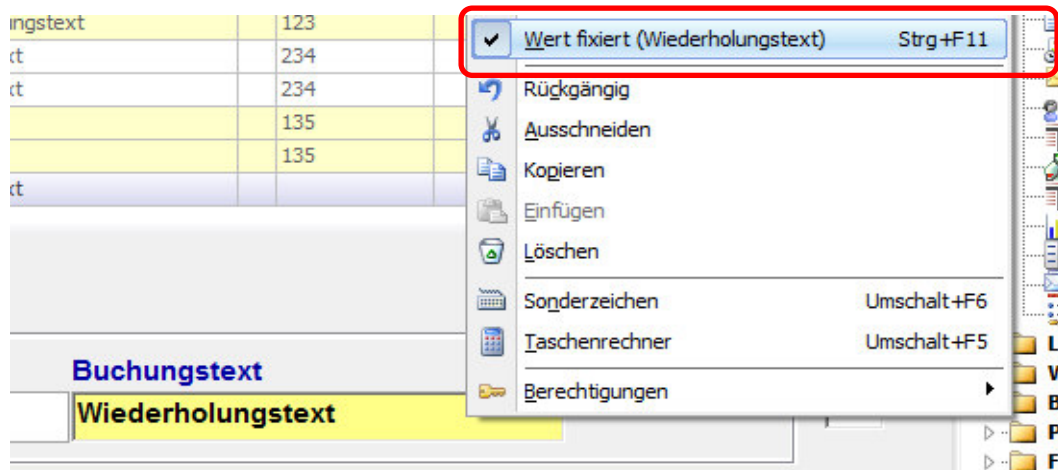 ngstext 123
xt 234
xt 234
135
135
xt
Wert fixiert (Wiederholungstext) Strg+F11
Rückgängig
Ausschneiden
Kopieren
Einfügen
Löschen
Sonderzeichen Umschalt+F6
Taschenrechner Umschalt+F5
Berechtigungen
Buchungstext
Wiederholungstext
L
W
B
P
F